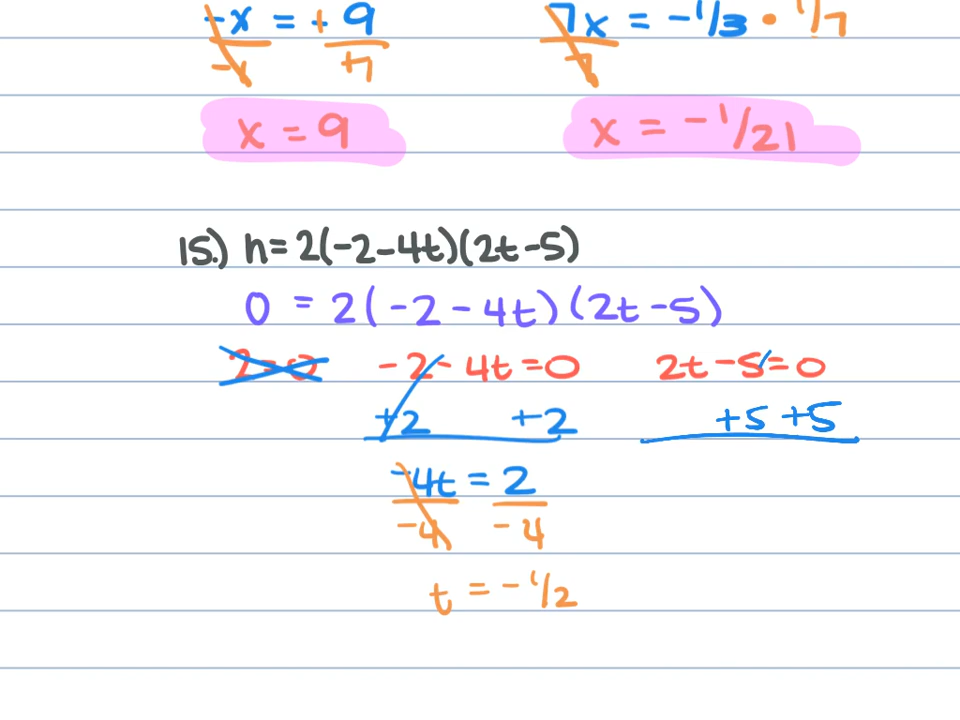 -x = + 9 7x = -1/3 · 1/7
-1 +7 7
x = 9 x = -1/21
15.) h=2(-2-4t)(2t-5)
0 = 2(-2-4t)(2t-5)
2=0 -2-4t=0 2t-5=0
+2 +2 +5 +5
-4t = 2
-4 -4
t = -1/2